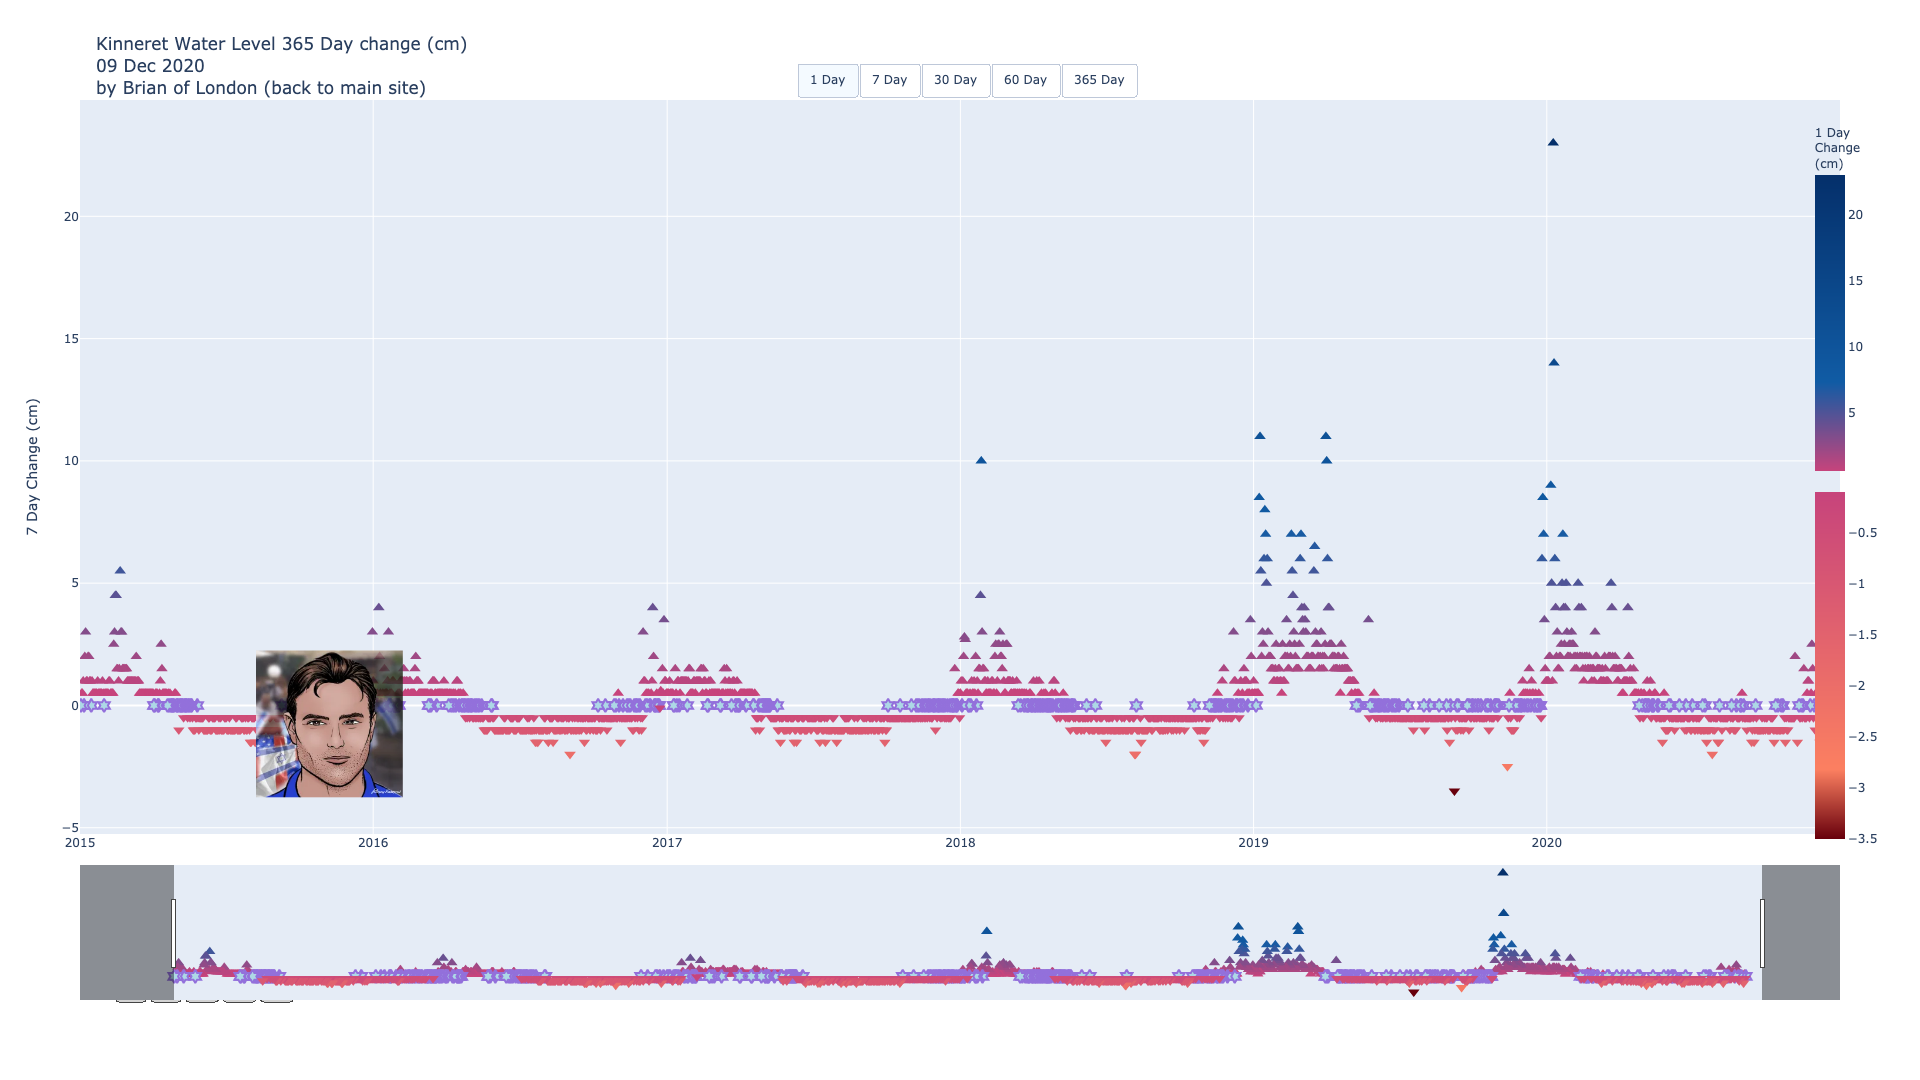 Kinneret Water Level 365 Day change (cm)
09 Dec 2020
by Brian of London (back to main site)
1 Day
7 Day
30 Day
60 Day
365 Day
1 Day
Change
(cm)
20
15
10
5
−0.5
−1
−1.5
−2
−2.5
−3
−3.5
7 Day Change (cm)
20
15
10
5
0
−5
2015
2016
2017
2018
2019
2020